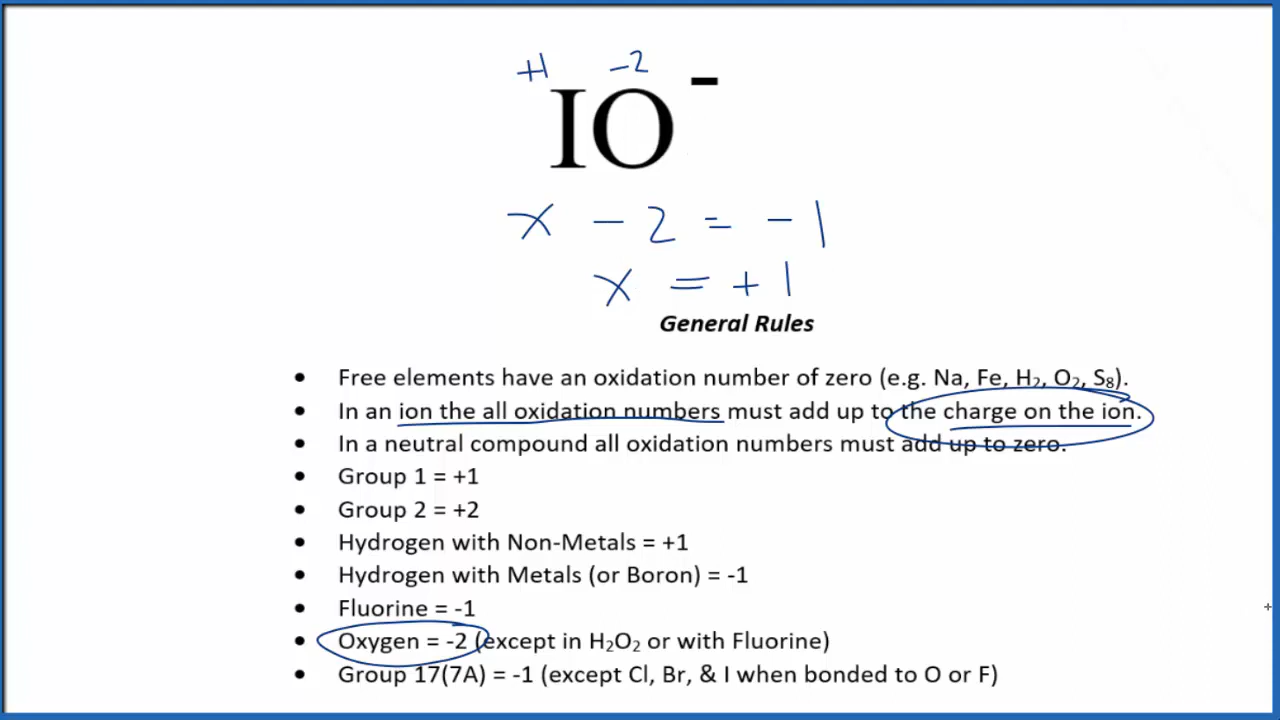 +1 -2
IO⁻
x - 2 = - 1
x = + 1
General Rules
• Free elements have an oxidation number of zero (e.g. Na, Fe, H₂, O₂, S₈).
• In an ion the all oxidation numbers must add up to the charge on the ion.
• In a neutral compound all oxidation numbers must add up to zero.
• Group 1 = +1
• Group 2 = +2
• Hydrogen with Non-Metals = +1
• Hydrogen with Metals (or Boron) = -1
• Fluorine = -1
• Oxygen = -2 (except in H₂O₂ or with Fluorine)
• Group 17(7A) = -1 (except Cl, Br, & I when bonded to O or F)